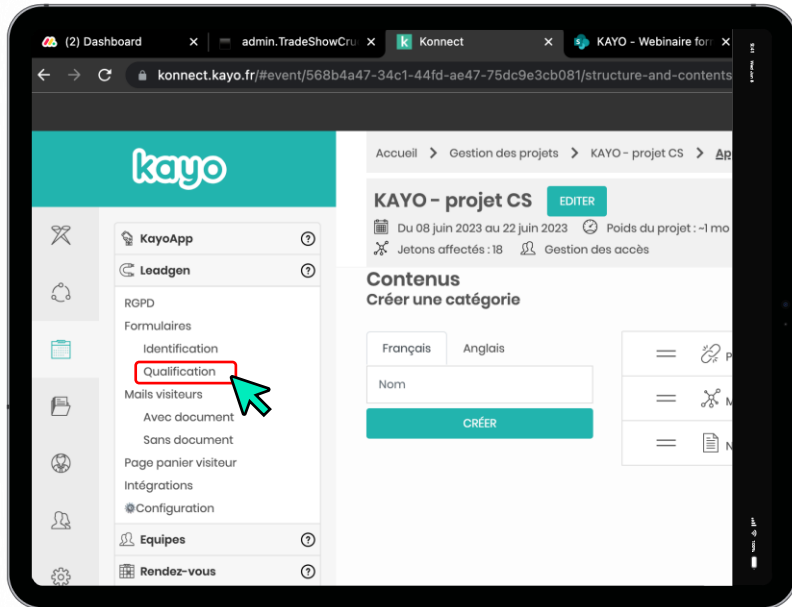 (2) Dashboard
admin.TradeShowCru
Konnect
KAYO - Webinaire for
konnect.kayo.fr/#event/568b4a47-34c1-44fd-ae47-75dc9e3cb081/structure-and-contents
kayo
Accueil > Gestion des projets > KAYO - projet CS > Ap
KAYO - projet CS
EDITER
Du 08 juin 2023 au 22 juin 2023
Poids du projet : ~1 mo
Jetons affectés : 18
Gestion des accès
KayoApp
Leadgen
RGPD
Formulaires
Identification
Qualification
Mails visiteurs
Avec document
Sans document
Page panier visiteur
Intégrations
Configuration
Equipes
Rendez-vous
Contenus
Créer une catégorie
Français
Anglais
Nom
CRÉER
P
M
N